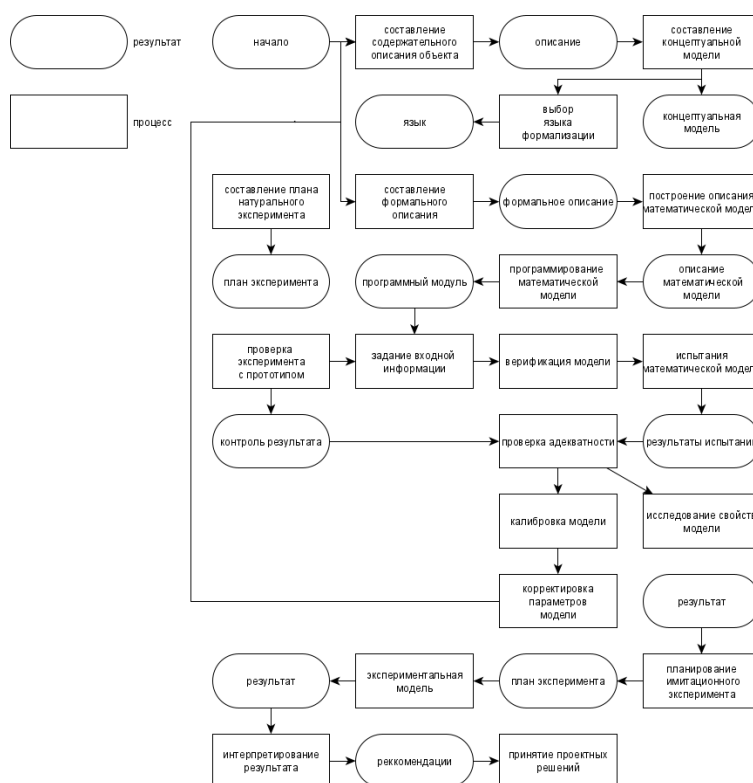 результат
начало
составление
содержательного
описания объекта
описание
составление
концептуальной
модели
процесс
язык
выбор
языка
формализации
концептуальная
модель
составление плана
натурального
эксперимента
составление
формального
описания
формальное описание
построение описания
математической модел
план эксперимента
программный модуль
программирование
математической
модели
описание
математической
модели
проверка
эксперимента
с прототипом
задание входной
информации
верификация модели
испытания
математической модел
контроль результата
проверка адекватности
результаты испытани
калибровка модели
исследование свойств
модели
корректировка
параметров
модели
результат
результат
экспериментальная
модель
план эксперимента
планирование
имитационного
эксперимента
интерпретирование
результата
реккомендации
принятие проектных
решений